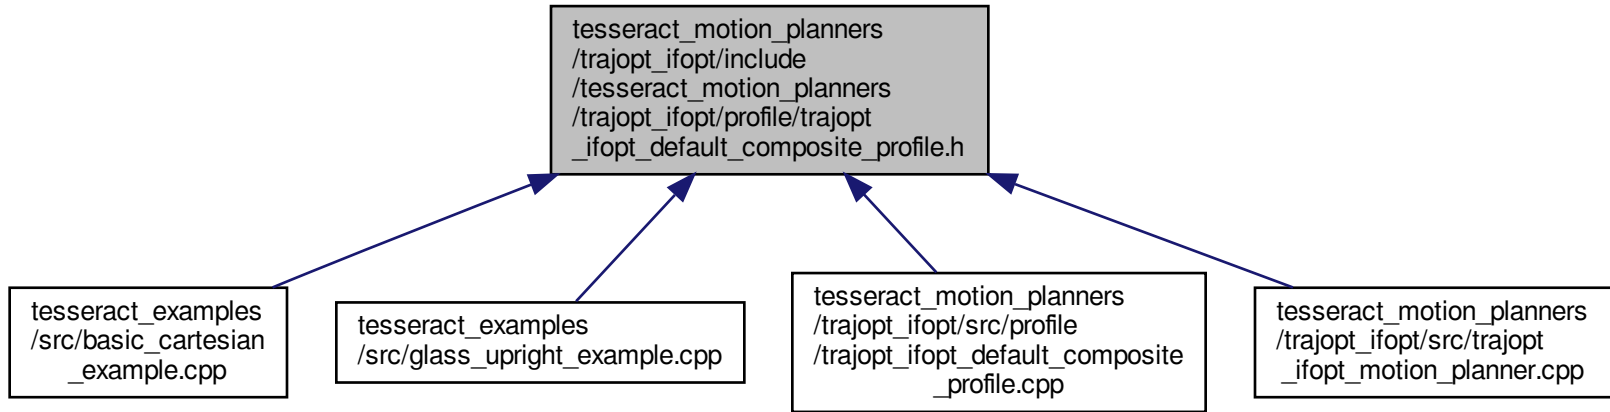 tesseract_motion_planners
/trajopt_ifopt/include
/tesseract_motion_planners
/trajopt_ifopt/profile/trajopt
_ifopt_default_composite_profile.h
tesseract_examples
/src/basic_cartesian
_example.cpp
tesseract_examples
/src/glass_upright_example.cpp
tesseract_motion_planners
/trajopt_ifopt/src/profile
/trajopt_ifopt_default_composite
_profile.cpp
tesseract_motion_planners
/trajopt_ifopt/src/trajopt
_ifopt_motion_planner.cpp